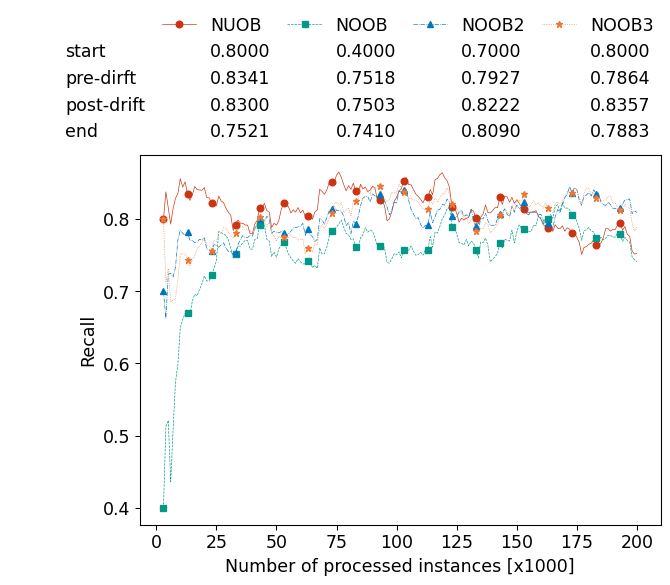 NUOB NOOB NOOB2 NOOB3
start 0.8000 0.4000 0.7000 0.8000
pre-dirft 0.8341 0.7518 0.7927 0.7864
post-drift 0.8300 0.7503 0.8222 0.8357
end 0.7521 0.7410 0.8090 0.7883
0.8
0.7
0.6
0.5
0.4
Recall
0 25 50 75 100 125 150 175 200
Number of processed instances [x1000]